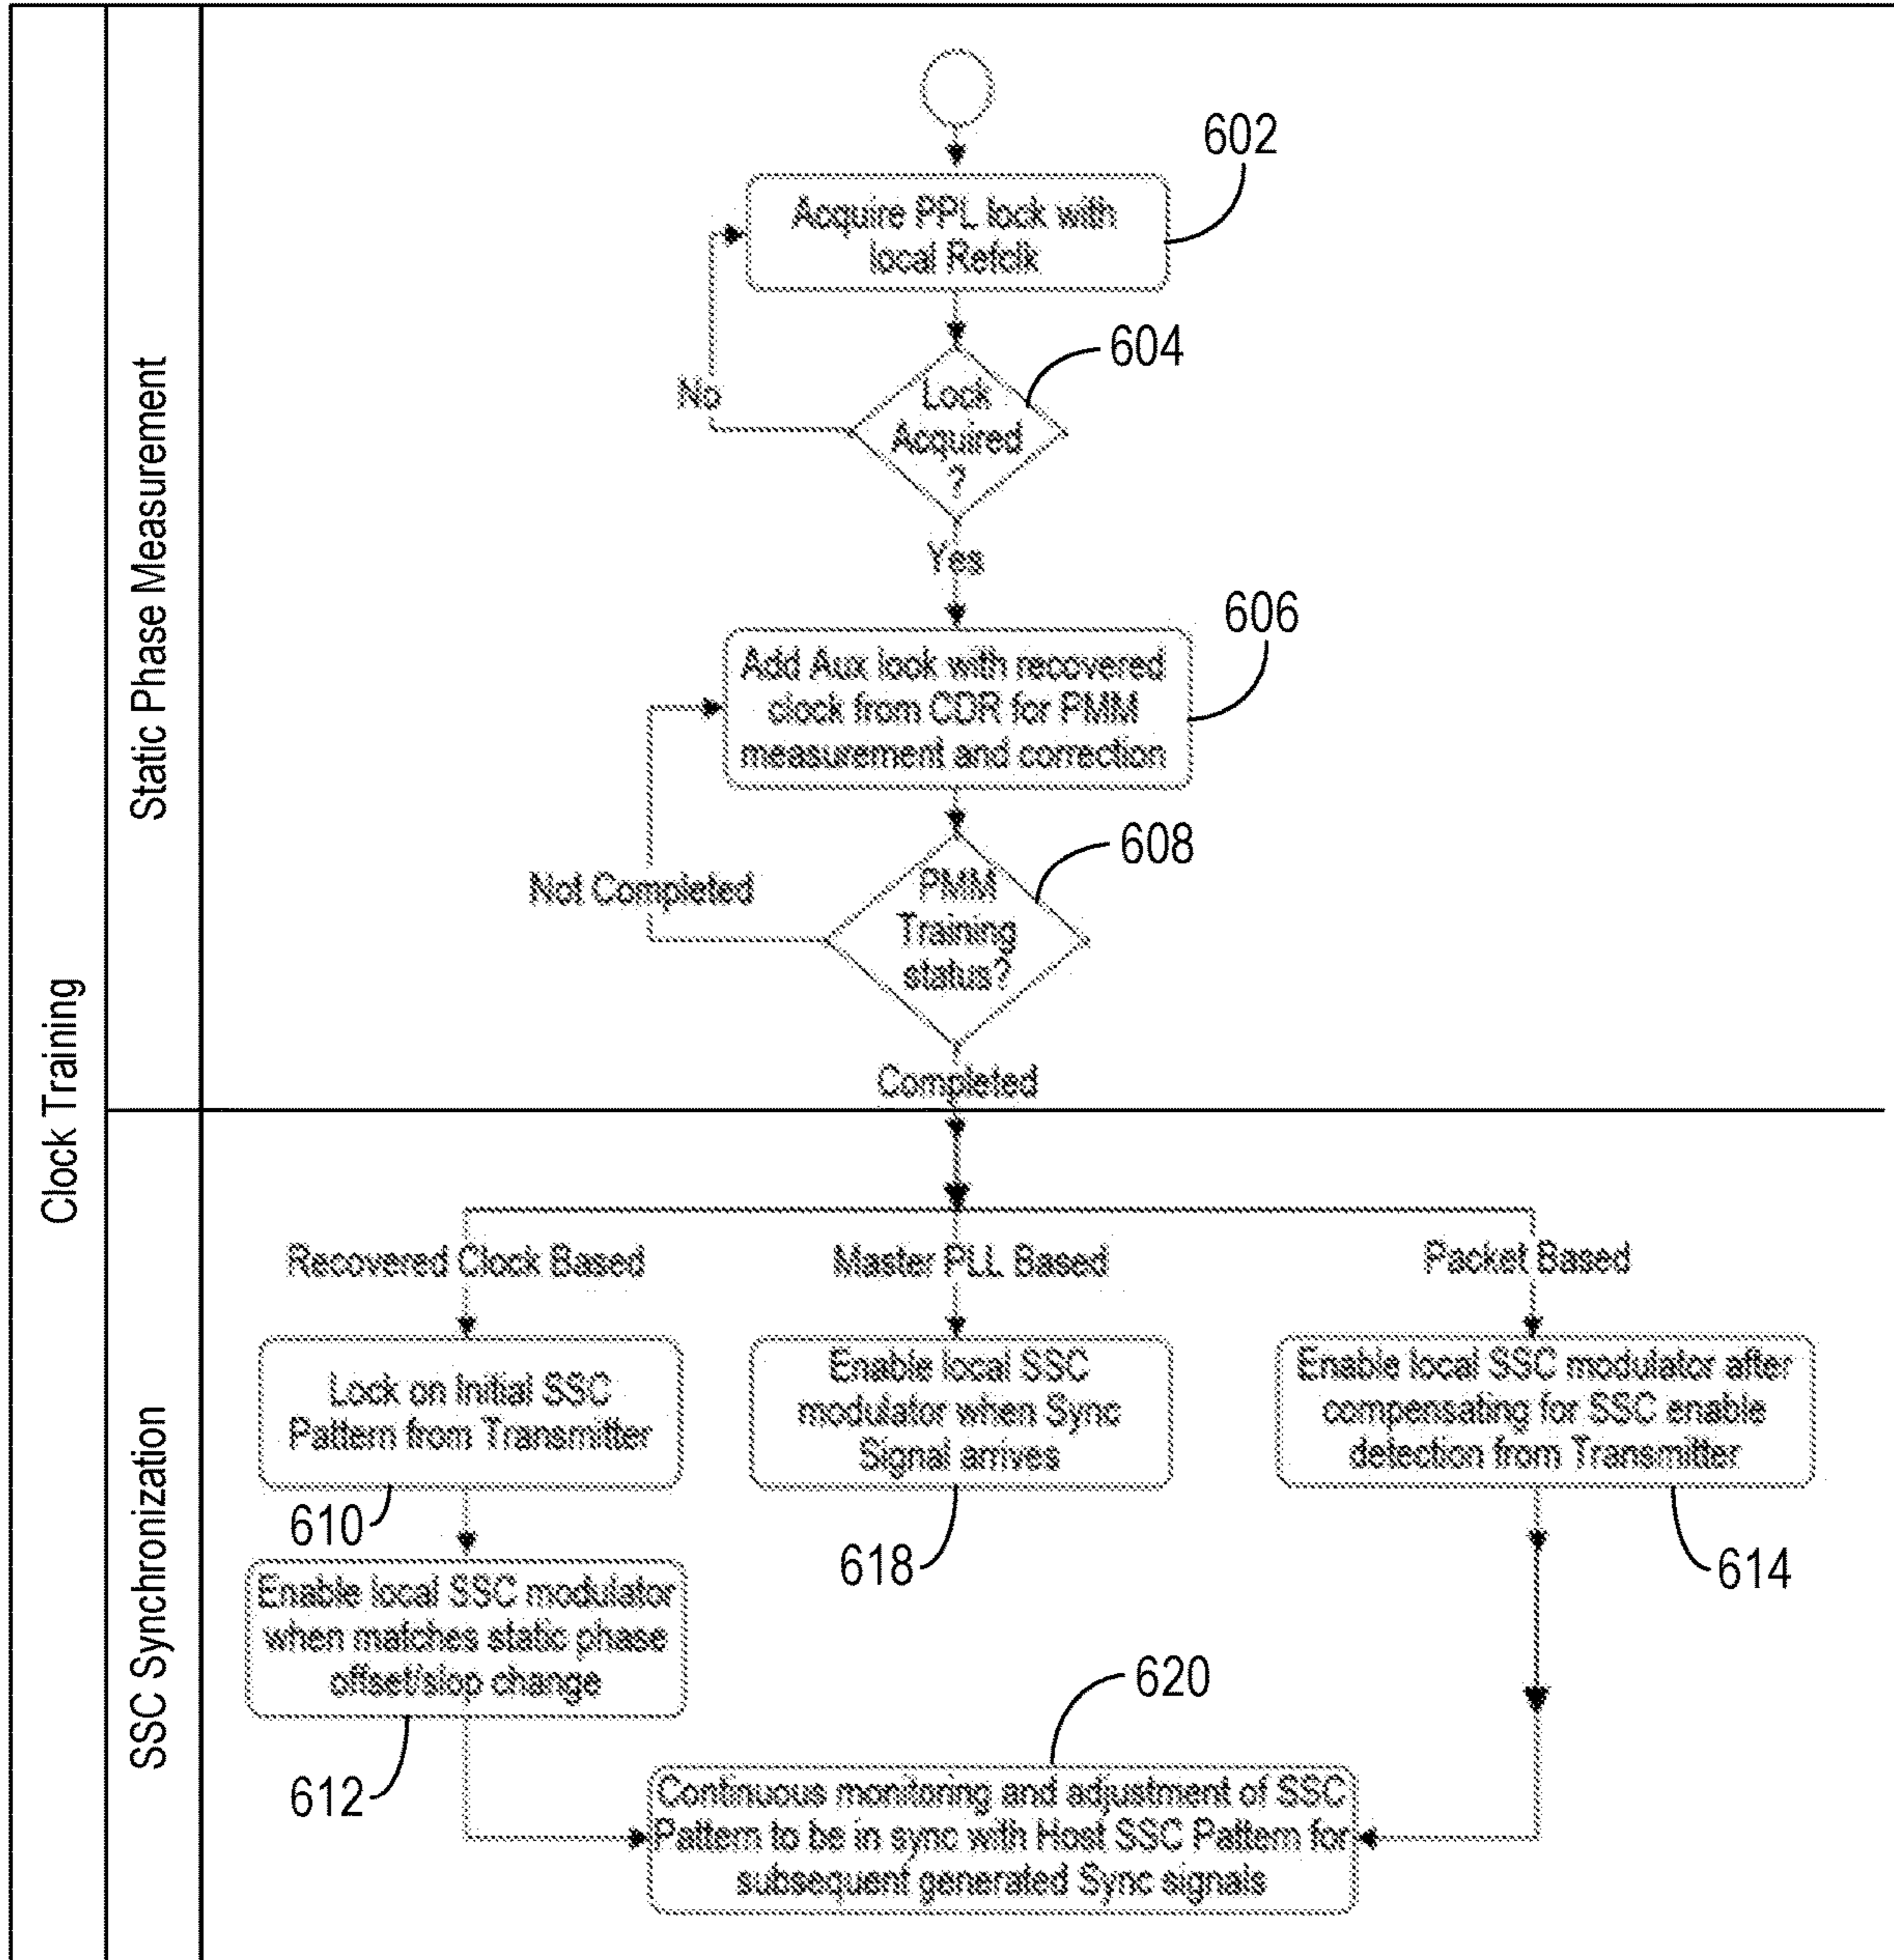 Clock Training
Static Phase Measurement
602
Acquire PPL lock with
local Refclk
604
Lock
Acquired
?
No
Yes
606
Add Aux look with recovered
clock from CDR for PMM
measurement and correction
608
PMM
Training
status?
Not Completed
Completed
SSC Synchronization
Recovered Clock Based
Master PLL Based
Packet Based
Lock on Initial SSC
Pattern from Transmitter
610
Enable local SSC
modulator when Sync
Signal arrives
618
Enable local SSC modulator after
compensating for SSC enable
detection from Transmitter
614
Enable local SSC modulator
when matches static phase
offset/slop change
612
620
Continuous monitoring and adjustment of SSC
Pattern to be in sync with Host SSC Pattern for
subsequent generated Sync signals